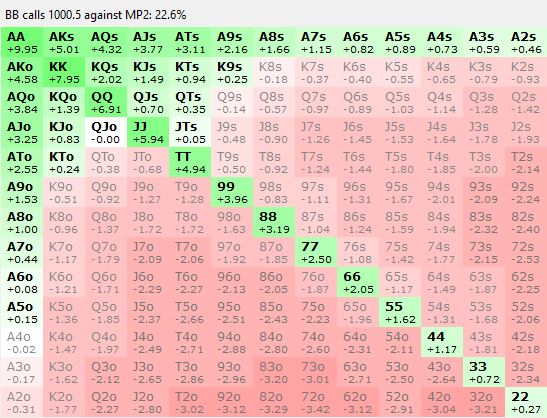 BB calls 1000.5 against MP2: 22.6%
AA AKs AQs AJs ATs A9s A8s A7s A6s A5s A4s A3s A2s
+9.95 +5.01 +4.32 +3.77 +3.11 +2.16 +1.66 +1.15 +0.82 +0.89 +0.73 +0.59 +0.46
AKo KK KQs KJs KTs K9s K8s K7s K6s K5s K4s K3s K2s
+4.58 +7.95 +2.02 +1.49 +0.94 +0.25 -0.18 -0.37 -0.40 -0.55 -0.65 -0.79 -0.93
AQo KQo QQ QJs QTs Q9s Q8s Q7s Q6s Q5s Q4s Q3s Q2s
+3.84 +1.39 +6.91 +0.70 +0.35 -0.14 -0.57 -0.97 -0.89 -1.03 -1.14 -1.28 -1.42
AJo KJo QJo JJ JTs J9s J8s J7s J6s J5s J4s J3s J2s
+3.25 +0.83 -0.00 +5.94 +0.05 -0.48 -0.90 -1.26 -1.45 -1.53 -1.64 -1.78 -1.93
ATo KTo QTo JTo TT T9s T8s T7s T6s T5s T4s T3s T2s
+2.55 +0.24 -0.38 -0.68 +4.94 -0.50 -0.92 -1.24 -1.44 -1.80 -1.85 -2.00 -2.14
A9o K9o Q9o J9o T9o 99 98s 97s 96s 95s 94s 93s 92s
+1.53 -0.51 -0.92 -1.27 -1.28 +3.96 -0.83 -1.11 -1.31 -1.67 -2.01 -2.09 -2.24
A8o K8o Q8o J8o T8o 98o 88 87s 86s 85s 84s 83s 82s
+1.00 -0.96 -1.37 -1.72 -1.72 -1.63 +3.19 -1.04 -1.24 -1.59 -1.94 -2.32 -2.40
A7o K7o Q7o J7o T7o 97o 87o 77 76s 75s 74s 73s 72s
+0.44 -1.17 -1.79 -2.09 -2.06 -1.92 -1.85 +2.50 -1.08 -1.42 -1.77 -2.15 -2.53
A6o K6o Q6o J6o T6o 96o 86o 76o 66 65s 64s 63s 62s
+0.08 -1.21 -1.71 -2.29 -2.27 -2.13 -2.05 -1.87 +2.05 -1.17 -1.49 -1.87 -2.25
A5o K5o Q5o J5o T5o 95o 85o 75o 65o 55 54s 53s 52s
+0.15 -1.36 -1.85 -2.37 -2.66 -2.51 -2.43 -2.23 -1.96 +1.62 -1.31 -1.68 -2.06
A4o K4o Q4o J4o T4o 94o 84o 74o 64o 54o 44 43s 42s
-0.02 -1.47 -1.97 -2.49 -2.71 -2.88 -2.80 -2.60 -2.31 -2.11 +1.17 -1.81 -2.18
A3o K3o Q3o J3o T3o 93o 83o 73o 63o 53o 43o 33 32s
-0.17 -1.62 -2.12 -2.65 -2.86 -2.96 -3.20 -3.01 -2.71 -2.50 -2.64 +0.72 -2.34
A2o K2o Q2o J2o T2o 92o 82o 72o 62o 52o 42o 32o 22
-0.31 -1.77 -2.27 -2.80 -3.02 -3.12 -3.29 -3.42 -3.12 -2.91 -3.04 -3.21 +0.27